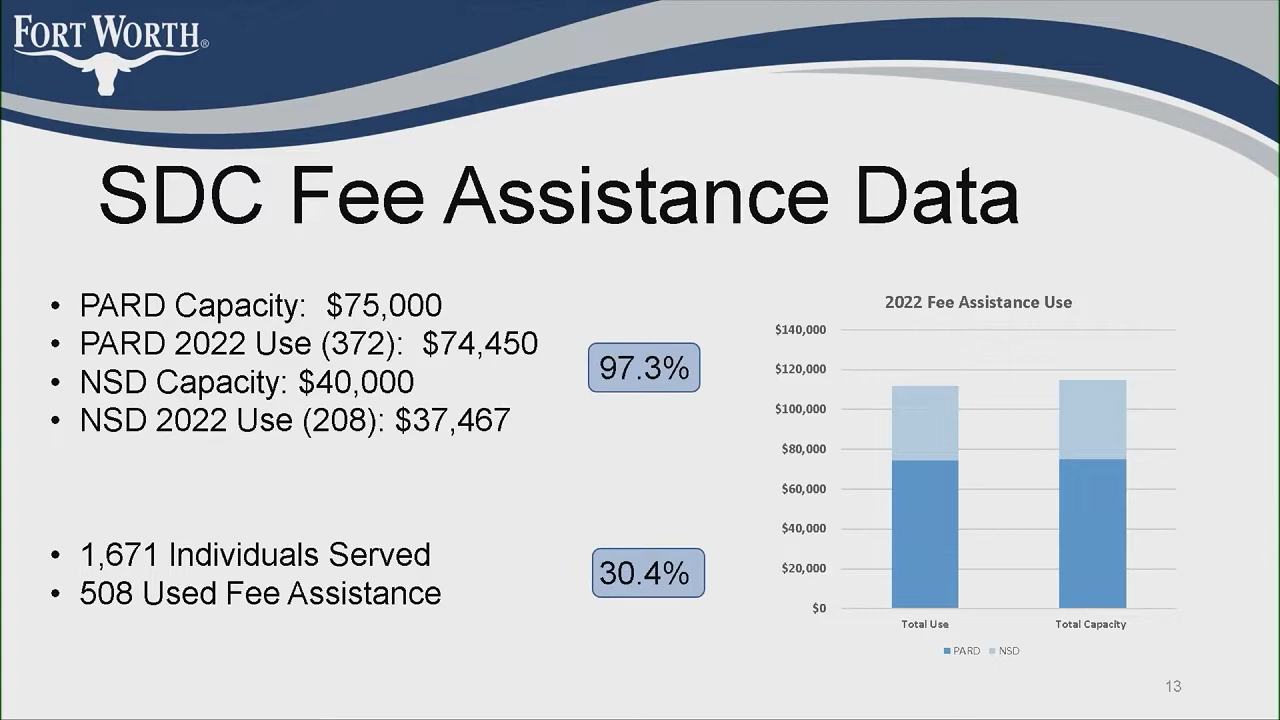 FORT WORTH®
SDC Fee Assistance Data
• PARD Capacity: $75,000
• PARD 2022 Use (372): $74,450
• NSD Capacity: $40,000
• NSD 2022 Use (208): $37,467
97.3%
• 1,671 Individuals Served
• 508 Used Fee Assistance
30.4%
2022 Fee Assistance Use
$140,000
$120,000
$100,000
$80,000
$60,000
$40,000
$20,000
$0
Total Use Total Capacity
PARD NSD
13